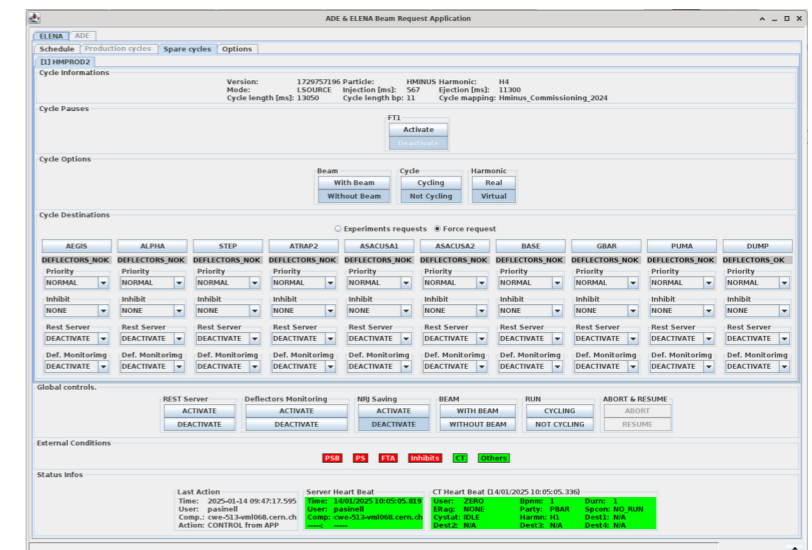 ADE & ELENA Beam Request Application
ELENA ADE
Schedule Production cycles Spare cycles Options
[1] HMPROD2
Cycle Informations
Version: 1729757196 Particle: HMINUS Harmonic: H4
Mode: LSOURCE Injection [ms]: 567 Ejection [ms]: 11300
Cycle length [ms]: 13050 Cycle length bp: 11 Cycle mapping: Hminus_Commissioning_2024
Cycle Pauses
FT1
Activate
Deactivate
Cycle Options
Beam Cycle Harmonic
With Beam Cycling Real
Without Beam Not Cycling Virtual
Cycle Destinations
Experiments requests Force request
AEGIS ALPHA STEP ATRAP2 ASACUSA1 ASACUSA2 BASE GBAR PUMA DUMP
DEFLECTORS_NOK DEFLECTORS_NOK DEFLECTORS_NOK DEFLECTORS_NOK DEFLECTORS_NOK DEFLECTORS_NOK DEFLECTORS_NOK DEFLECTORS_NOK DEFLECTORS_NOK DEFLECTORS_OK
Priority Priority Priority Priority Priority Priority Priority Priority Priority Priority
NORMAL NORMAL NORMAL NORMAL NORMAL NORMAL NORMAL NORMAL NORMAL NORMAL
Inhibit Inhibit Inhibit Inhibit Inhibit Inhibit Inhibit Inhibit Inhibit Inhibit
NONE NONE NONE NONE NONE NONE NONE NONE NONE NONE
Rest Server Rest Server Rest Server Rest Server Rest Server Rest Server Rest Server Rest Server Rest Server Rest Server
DEACTIVATE DEACTIVATE DEACTIVATE DEACTIVATE DEACTIVATE DEACTIVATE DEACTIVATE DEACTIVATE DEACTIVATE DEACTIVATE
Def. Monitorimg Def. Monitorimg Def. Monitorimg Def. Monitorimg Def. Monitorimg Def. Monitorimg Def. Monitorimg Def. Monitorimg Def. Monitorimg Def. Monitorimg
DEACTIVATE DEACTIVATE DEACTIVATE DEACTIVATE DEACTIVATE DEACTIVATE DEACTIVATE DEACTIVATE DEACTIVATE DEACTIVATE
Global controls.
REST Server Deflectors Monitoring NRJ Saving BEAM RUN ABORT & RESUME
ACTIVATE ACTIVATE ACTIVATE WITH BEAM CYCLING ABORT
DEACTIVATE DEACTIVATE DEACTIVATE WITHOUT BEAM NOT CYCLING RESUME
External Conditions
PSB PS FTA Inhibits CT Others
Status Infos
Last Action Server Heart Beat CT Heart Beat (14/01/2025 10:05:05.336)
Time: 2025-01-14 09:47:17.595 Time: 14/01/2025 10:05:05.819 User: ZERO Bpnm: 1 Durn: 1
User: pasinell User: pasinell ERag: NONE Party: PBAR Spcon: NO_RUN
Comp.: cwe-513-vml068.cern.ch Comp: cwe-513-vml068.cern.ch Cystat: IDLE Harmn: H1 Dest1: N/A
Action: CONTROL from APP -----: ----- Dest2: N/A Dest3: N/A Dest4: N/A